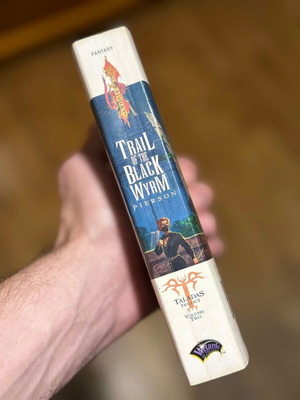 FANTASY
TRAIL
OF THE
BLACK
WYRM
PIERSON
TALADAS
TRILOGY
VOLUME
TWO